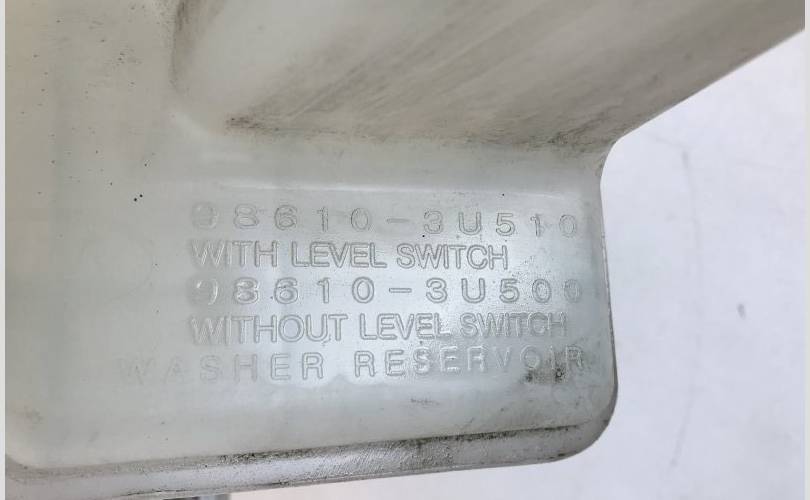 98610-3U510
WITH LEVEL SWITCH
98610-3U500
WITHOUT LEVEL SWITCH
WASHER RESERVOIR